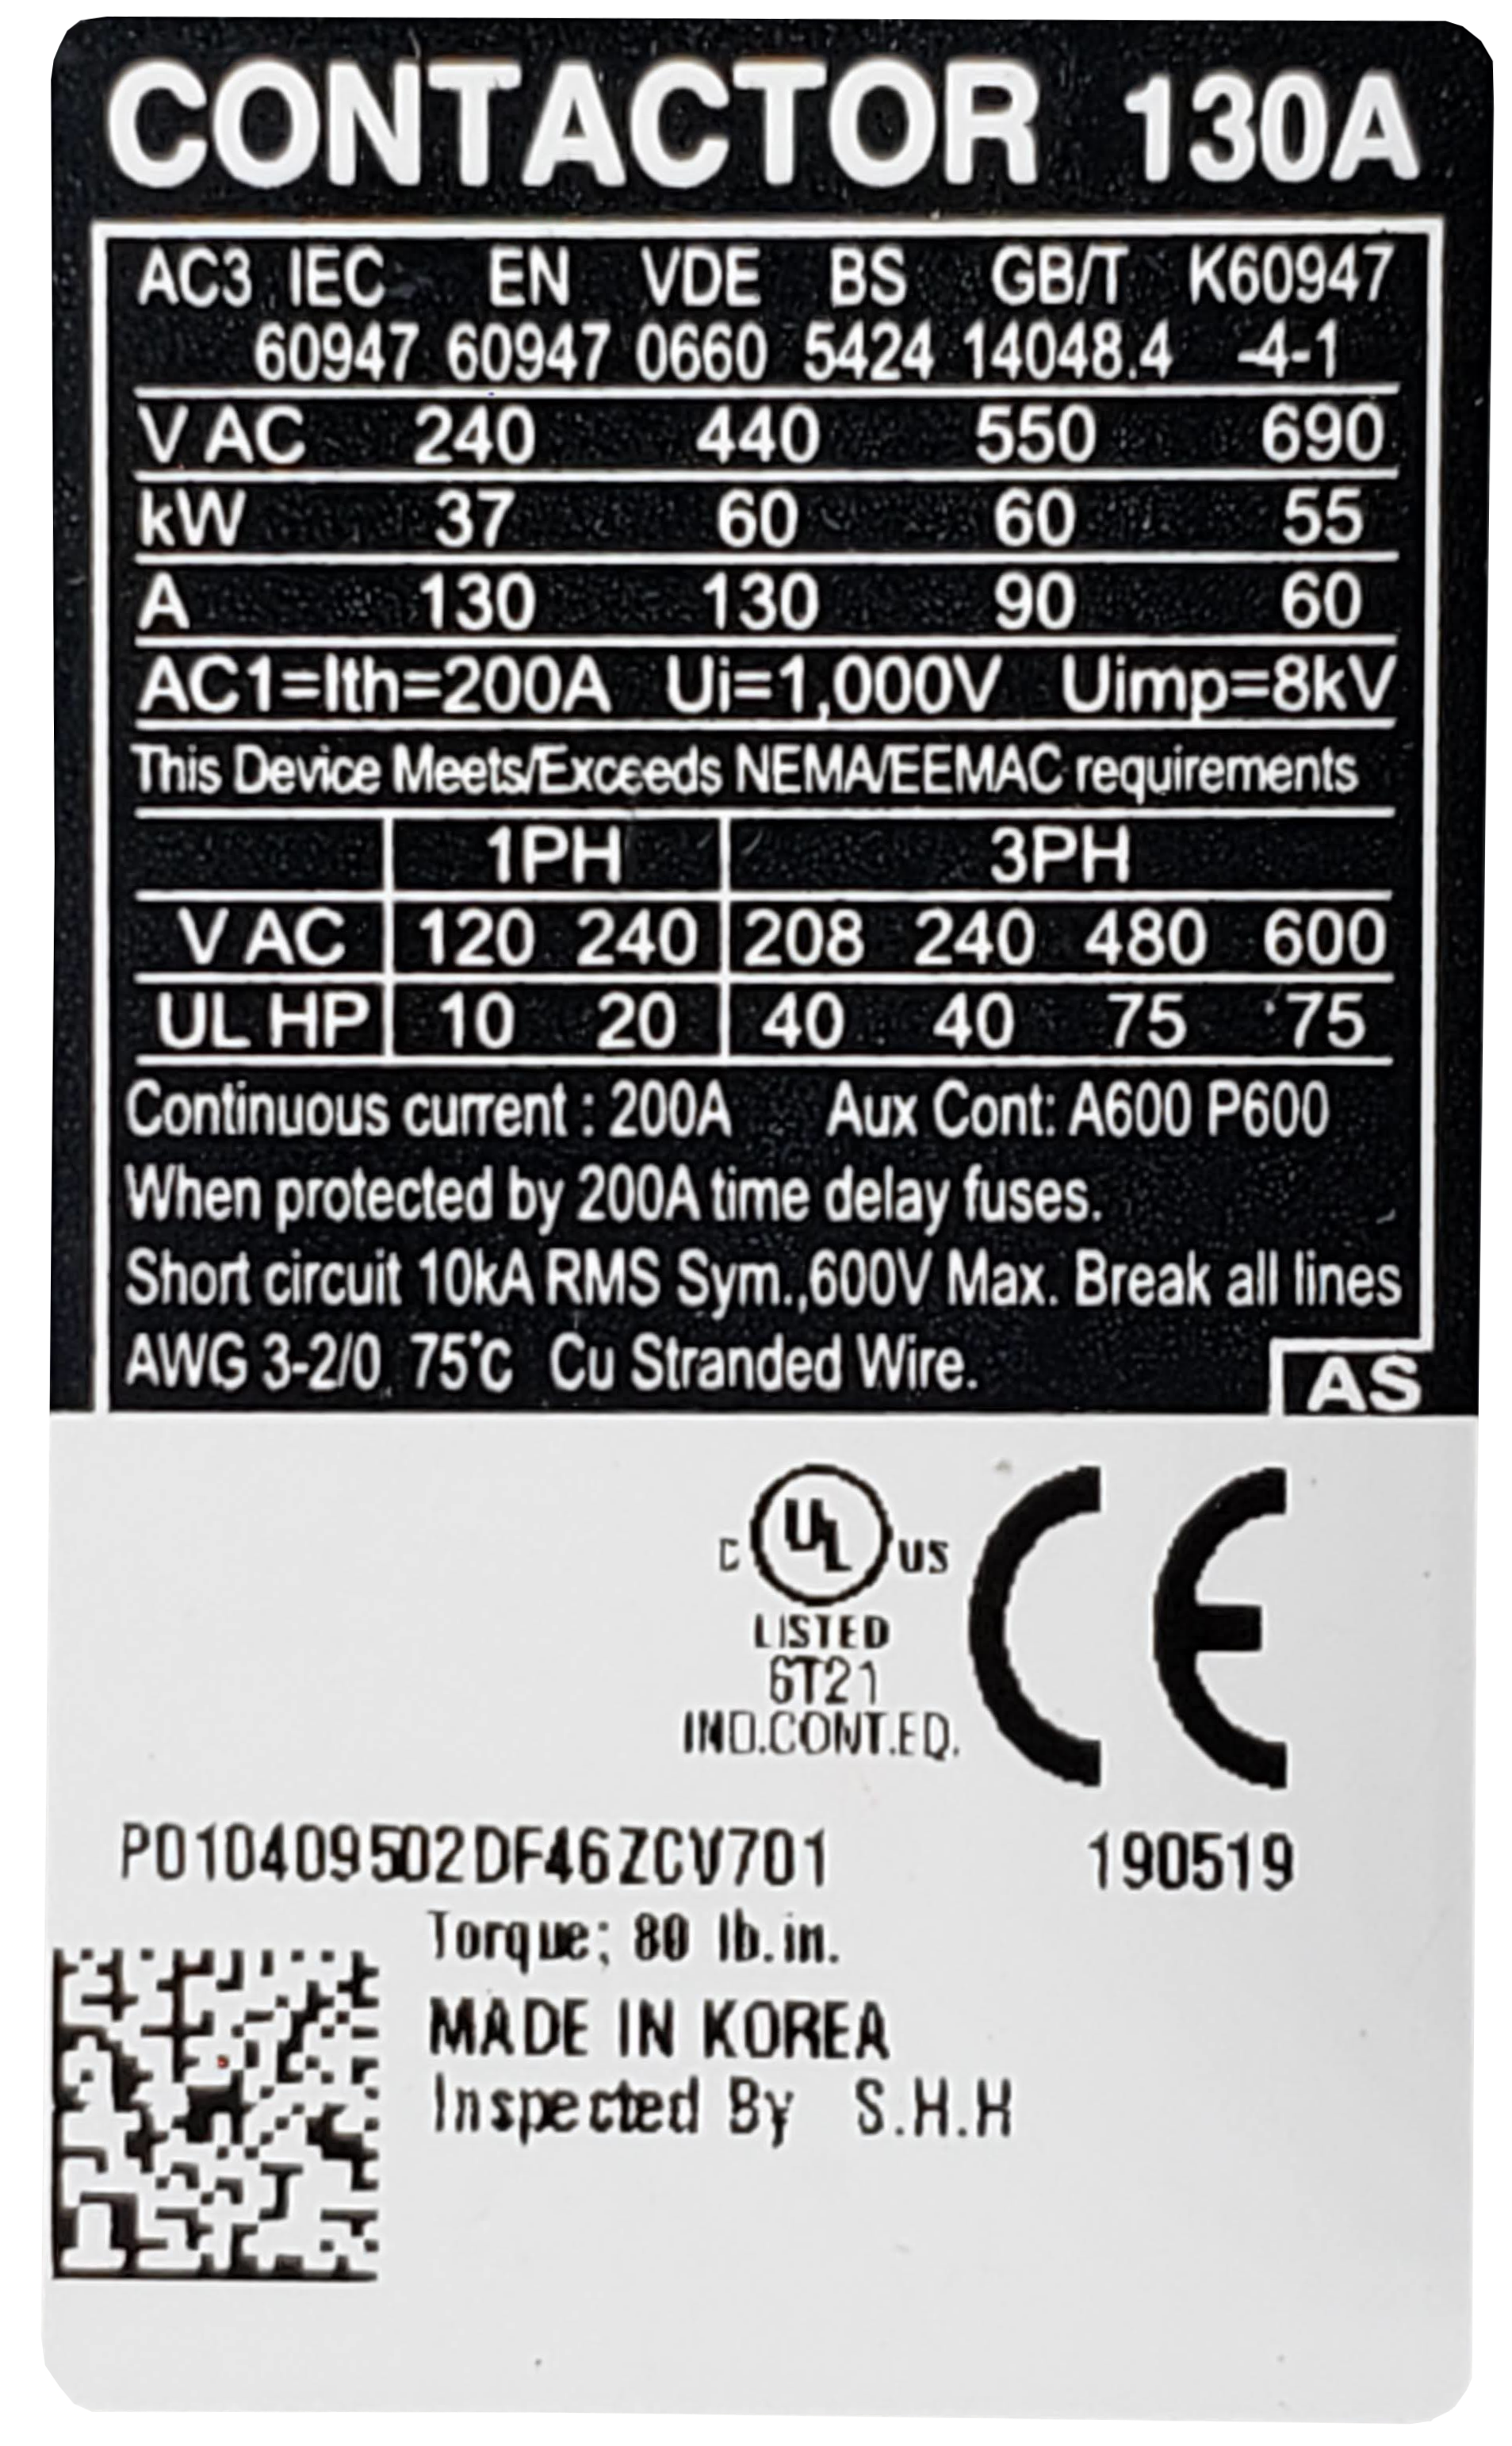 CONTACTOR 130A
AC3 IEC EN VDE BS GB/T K60947
60947 60947 0660 5424 14048.4 -4-1
V AC 240 440 550 690
kW 37 60 60 55
A 130 130 90 60
AC1=Ith=200A Ui=1,000V Uimp=8kV
This Device Meets/Exceeds NEMA/EEMAC requirements
1PH 3PH
V AC 120 240 208 240 480 600
UL HP 10 20 40 40 75 75
Continuous current : 200A Aux Cont: A600 P600
When protected by 200A time delay fuses.
Short circuit 10kA RMS Sym.,600V Max. Break all lines
AWG 3-2/0 75°C Cu Stranded Wire.
AS
C UL US
LISTED
6T21
IND.CONT.EQ.
CE
P010409502DF46ZCV701 190519
Torque; 80 lb.in.
MADE IN KOREA
Inspected By S.H.H